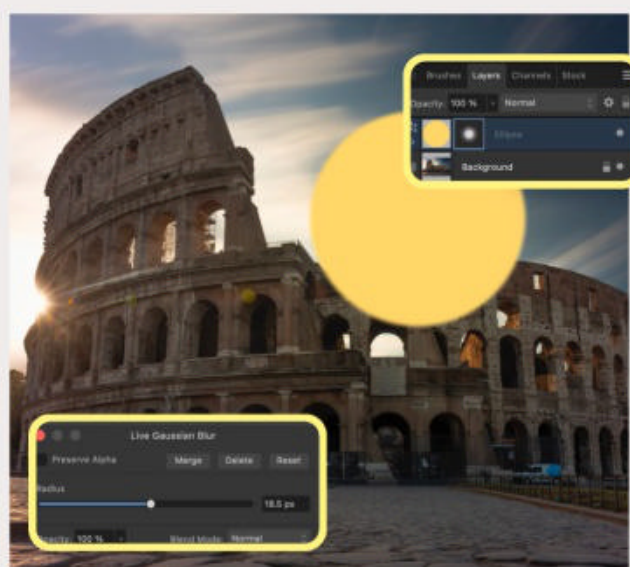 Brushes Layers Channels Stock
Opacity: 100 % Normal
Ellipse
Background
Live Gaussian Blur
Preserve Alpha Merge Delete Reset
Radius
18.5 px
Opacity: 100 % Blend Mode: Normal